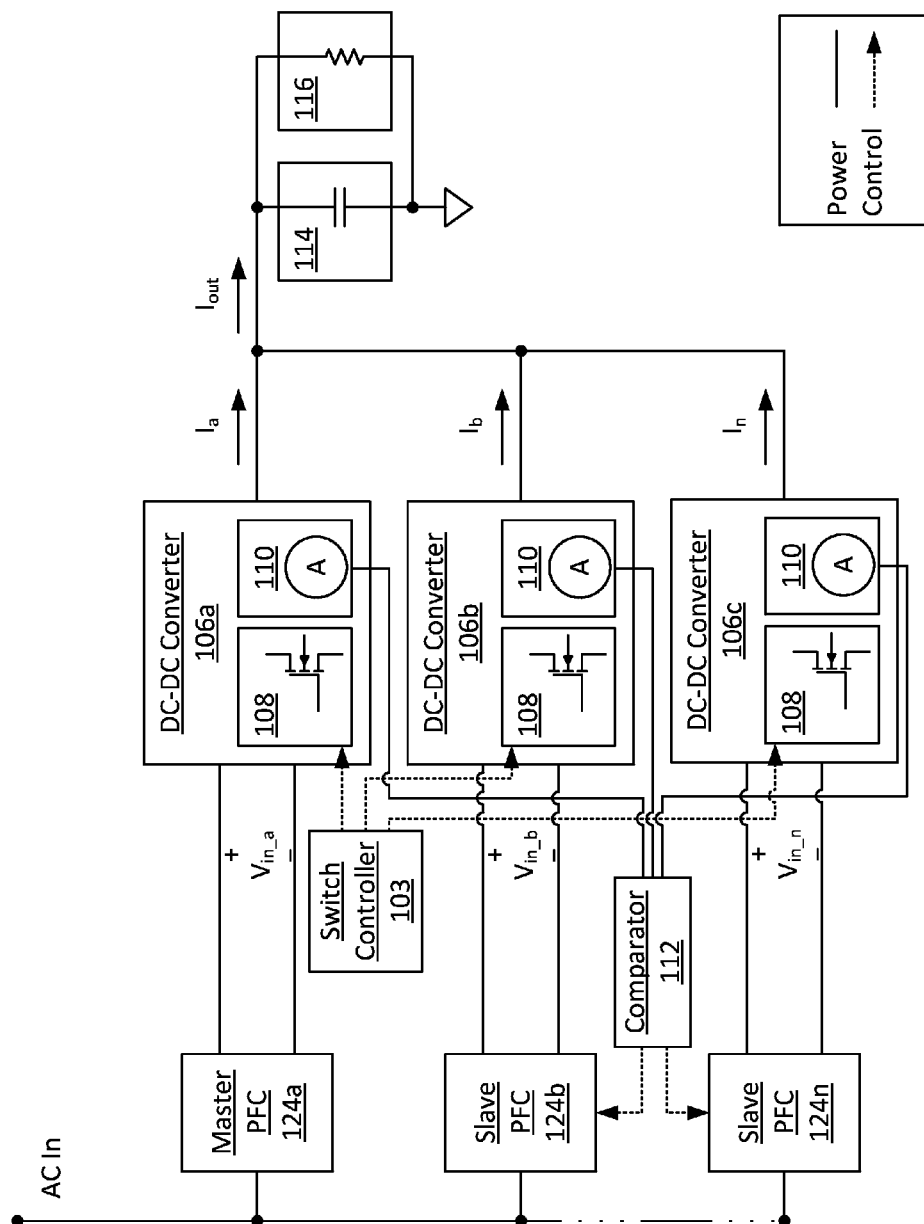 AC In
Master
PFC
124a
Slave
PFC
124b
Slave
PFC
124n
+
V_in_a
-
Switch
Controller
103
+
V_in_b
-
Comparator
112
+
V_in_n
-
DC-DC Converter
106a
108
110
A
DC-DC Converter
106b
108
110
A
DC-DC Converter
106c
108
110
A
I_a
I_b
I_n
I_out
114
116
Power
Control